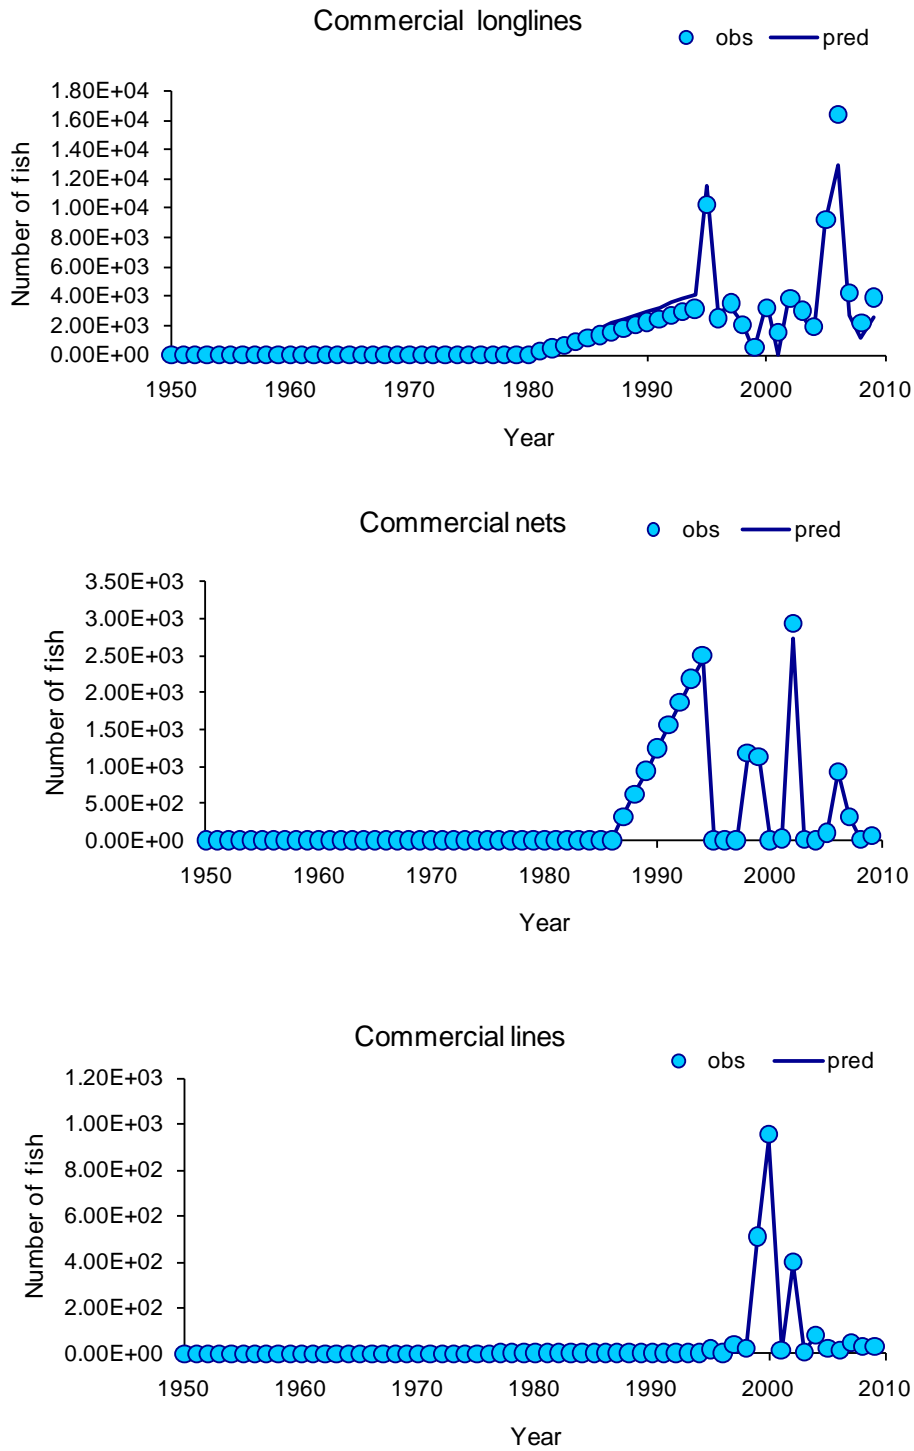 Commercial longlines
obs pred
1.80E+04
1.60E+04
1.40E+04
1.20E+04
1.00E+04
8.00E+03
6.00E+03
4.00E+03
2.00E+03
0.00E+00
Number of fish
1950 1960 1970 1980 1990 2000 2010
Year
Commercial nets
obs pred
3.50E+03
3.00E+03
2.50E+03
2.00E+03
1.50E+03
1.00E+03
5.00E+02
0.00E+00
Number of fish
1950 1960 1970 1980 1990 2000 2010
Year
Commercial lines
obs pred
1.20E+03
1.00E+03
8.00E+02
6.00E+02
4.00E+02
2.00E+02
0.00E+00
Number of fish
1950 1960 1970 1980 1990 2000 2010
Year